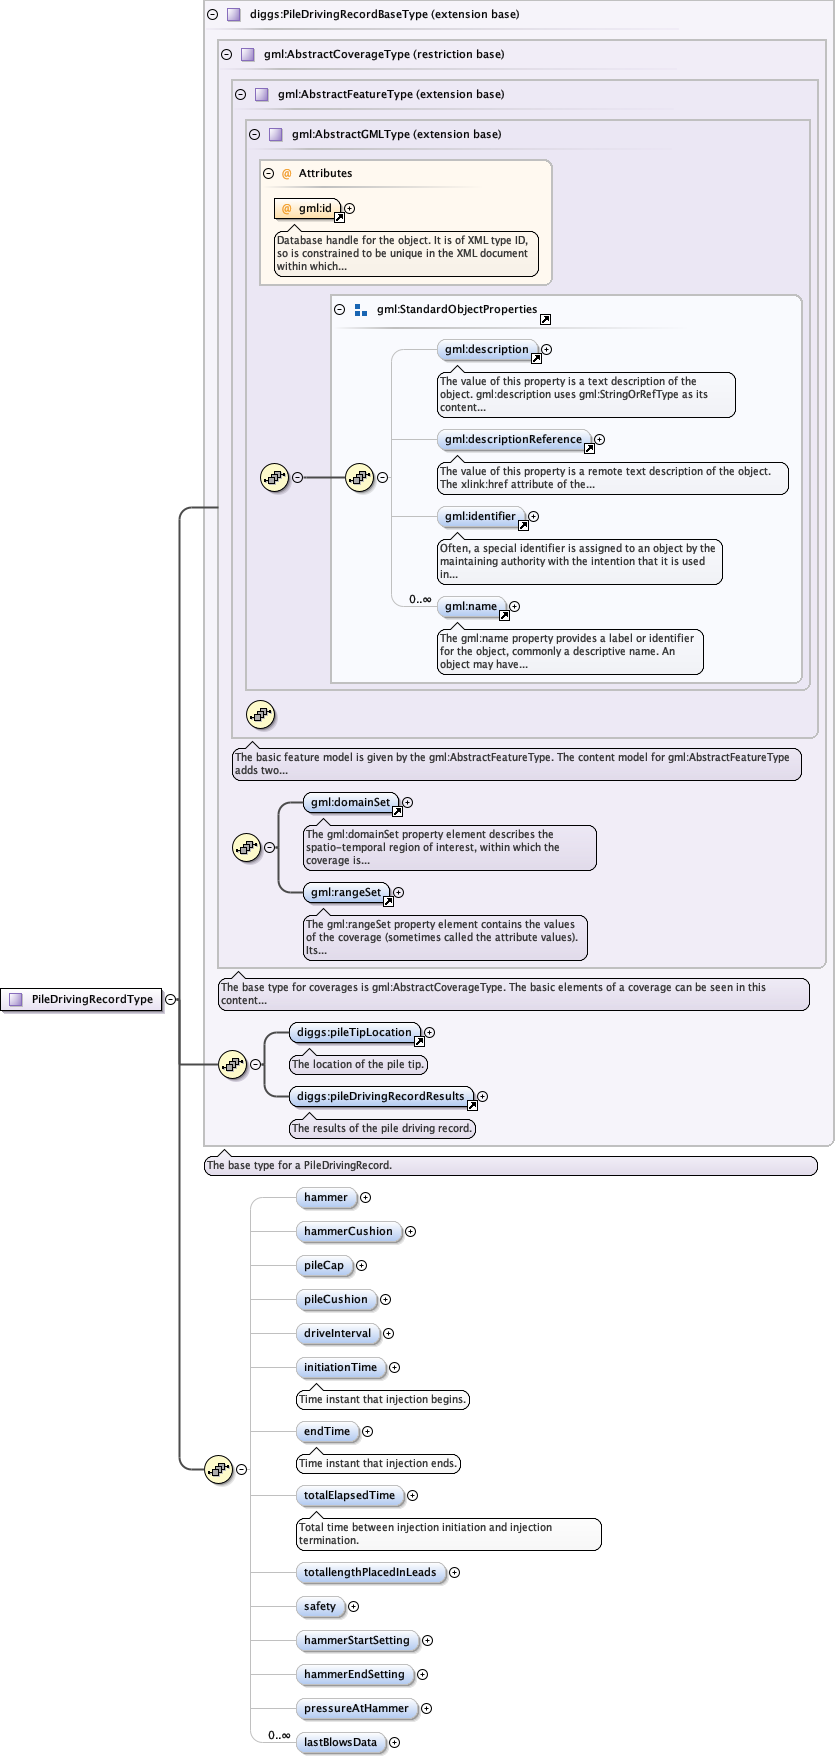 diggs:PileDrivingRecordBaseType (extension base)
gml:AbstractCoverageType (restriction base)
gml:AbstractFeatureType (extension base)
gml:AbstractGMLType (extension base)
@ Attributes
@ gml:id
Database handle for the object. It is of XML type ID,
so is constrained to be unique in the XML document
within which...
gml:StandardObjectProperties
gml:description
The value of this property is a text description of the
object. gml:description uses gml:StringOrRefType as its
content...
gml:descriptionReference
The value of this property is a remote text description of the object.
The xlink:href attribute of the...
gml:identifier
Often, a special identifier is assigned to an object by the
maintaining authority with the intention that it is used
in...
0..∞
gml:name
The gml:name property provides a label or identifier
for the object, commonly a descriptive name. An
object may have...
The basic feature model is given by the gml:AbstractFeatureType. The content model for gml:AbstractFeatureType
adds two...
gml:domainSet
The gml:domainSet property element describes the
spatio-temporal region of interest, within which the
coverage is...
gml:rangeSet
The gml:rangeSet property element contains the values
of the coverage (sometimes called the attribute values).
Its...
The base type for coverages is gml:AbstractCoverageType. The basic elements of a coverage can be seen in this
content...
PileDrivingRecordType
diggs:pileTipLocation
The location of the pile tip.
diggs:pileDrivingRecordResults
The results of the pile driving record.
The base type for a PileDrivingRecord.
hammer
hammerCushion
pileCap
pileCushion
driveInterval
initiationTime
Time instant that injection begins.
endTime
Time instant that injection ends.
totalElapsedTime
Total time between injection initiation and injection
termination.
totallengthPlacedInLeads
safety
hammerStartSetting
hammerEndSetting
pressureAtHammer
0..∞
lastBlowsData